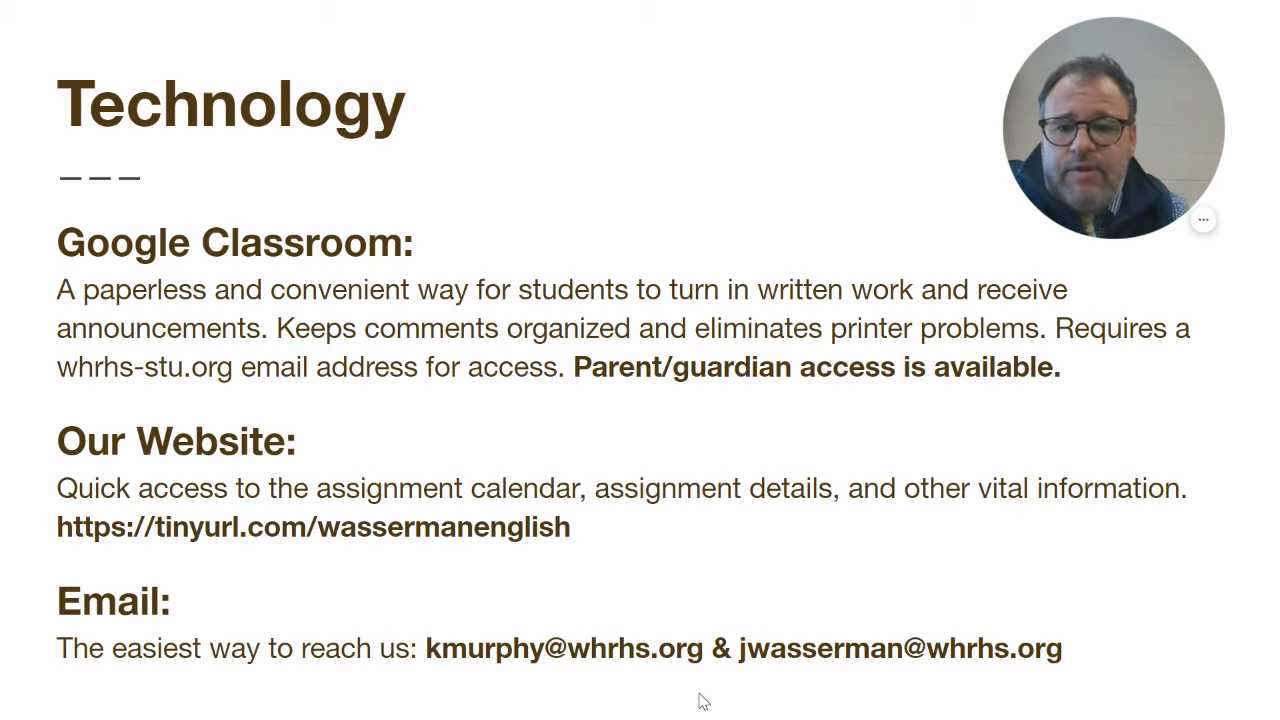 Technology
Google Classroom:
A paperless and convenient way for students to turn in written work and receive
announcements. Keeps comments organized and eliminates printer problems. Requires a
whrhs-stu.org email address for access. Parent/guardian access is available.
Our Website:
Quick access to the assignment calendar, assignment details, and other vital information.
https://tinyurl.com/wassermanenglish
Email:
The easiest way to reach us: kmurphy@whrhs.org & jwasserman@whrhs.org